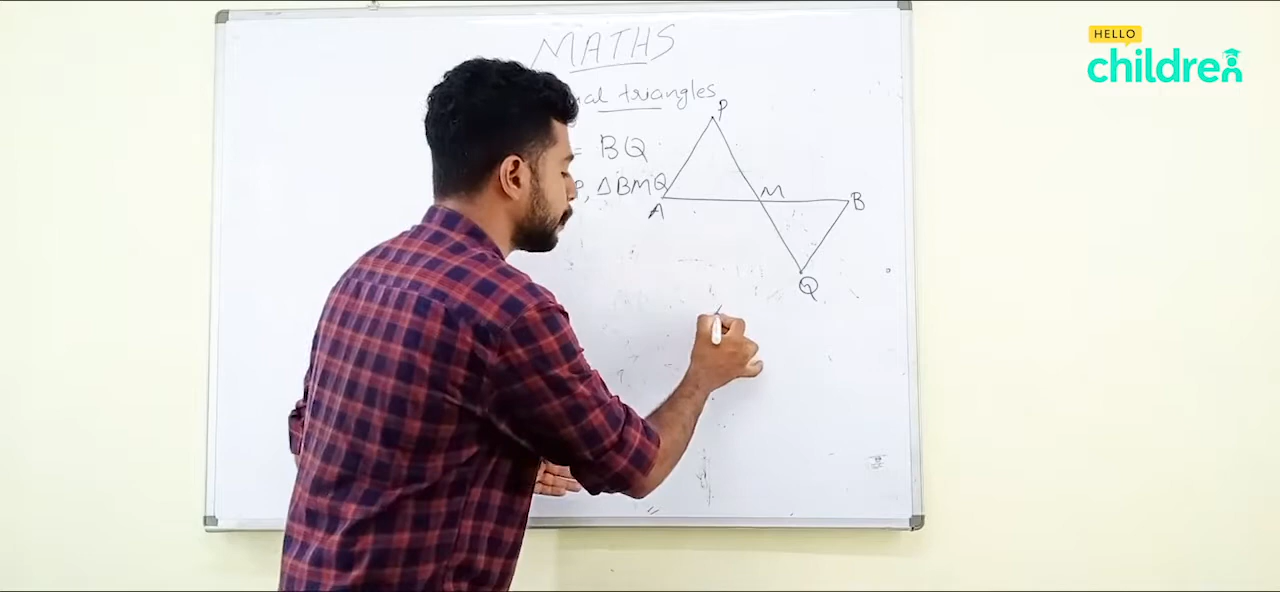 HELLO
children
MATHS
triangles
P
= BQ
, ΔBMQ
M
A
B
Q